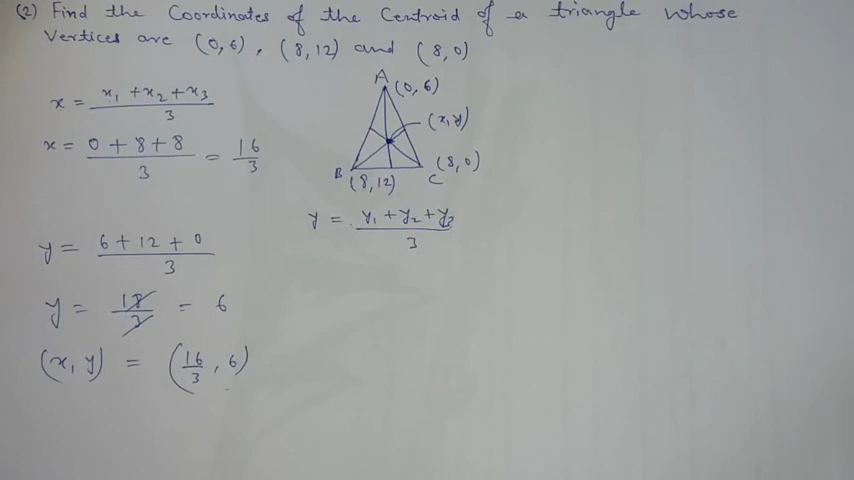 (2) Find the Coordinates of the Centroid of a triangle whose
Vertices are (0,6), (8,12) and (8,0)
x = x₁ + x₂ + x₃ / 3
x = 0 + 8 + 8 / 3 = 16/3
A (0,6)
(x,y)
B (8,12)
C (8,0)
y = y₁ + y₂ + y₃ / 3
y = 6 + 12 + 0 / 3
y = 18/3 = 6
(x, y) = (16/3, 6)